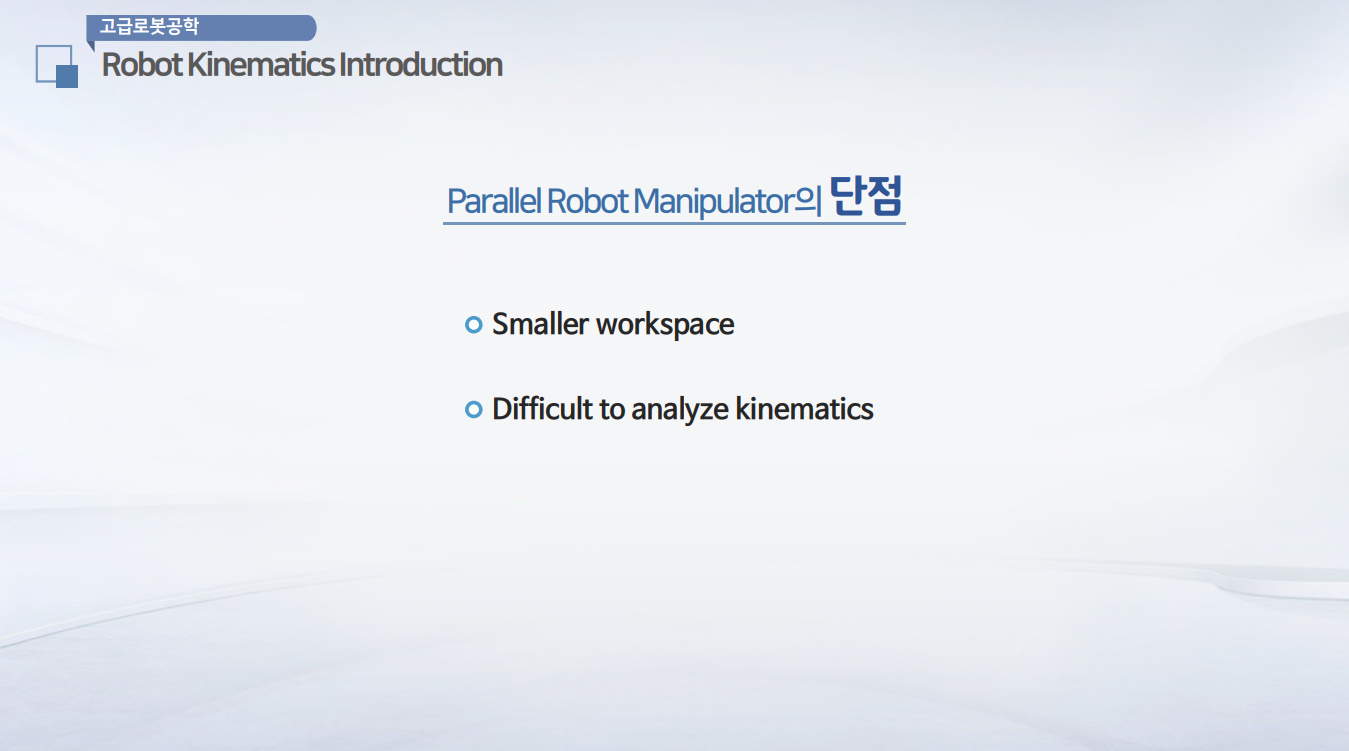 고급로봇공학
Robot Kinematics Introduction
Parallel Robot Manipulator의 단점
Smaller workspace
Difficult to analyze kinematics